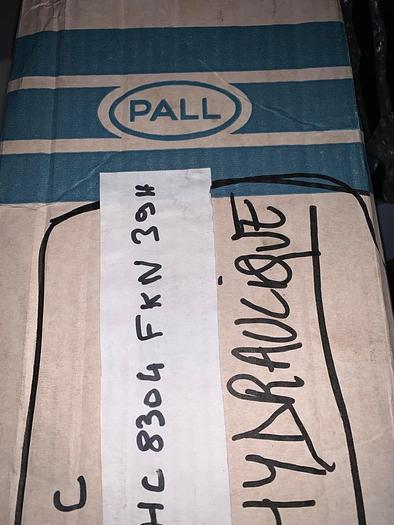 PALL
HC 8304 FKN 39H
HYDRAULIQUE
C